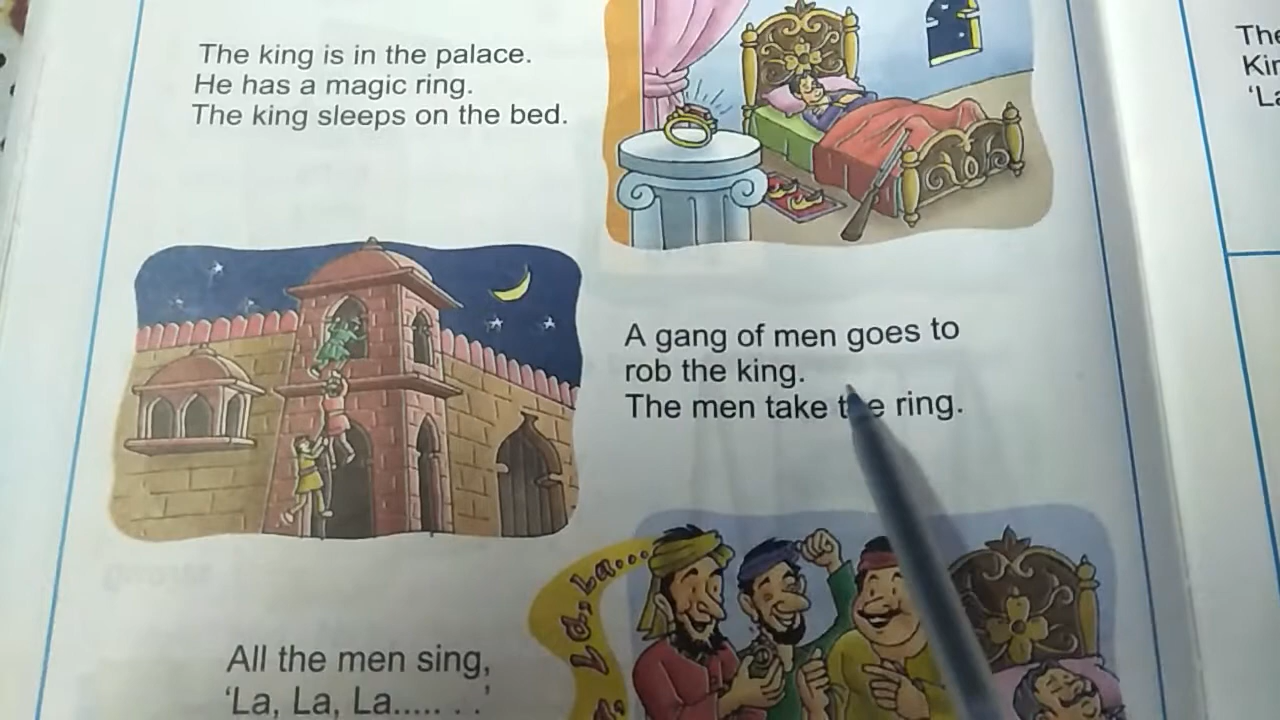 The king is in the palace.
He has a magic ring.
The king sleeps on the bed.
A gang of men goes to
rob the king.
The men take the ring.
La, La...
All the men sing,
‘La, La, La..... . .’
The
‘La